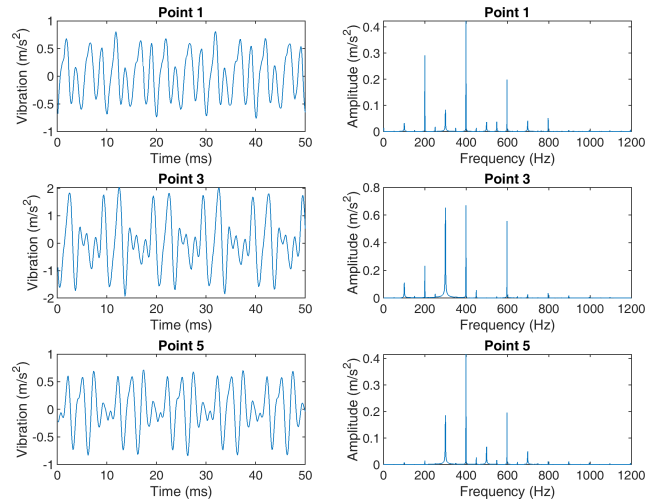 Point 1
Point 1
1
0.5
0
-0.5
-1
Vibration (m/s²)
0 10 20 30 40 50
Time (ms)
0.4
0.3
0.2
0.1
0
Amplitude (m/s²)
0 200 400 600 800 1000 1200
Frequency (Hz)
Point 3
Point 3
2
1
0
-1
-2
Vibration (m/s²)
0 10 20 30 40 50
Time (ms)
0.8
0.6
0.4
0.2
0
Amplitude (m/s²)
0 200 400 600 800 1000 1200
Frequency (Hz)
Point 5
Point 5
1
0.5
0
-0.5
-1
Vibration (m/s²)
0 10 20 30 40 50
Time (ms)
0.4
0.3
0.2
0.1
0
Amplitude (m/s²)
0 200 400 600 800 1000 1200
Frequency (Hz)